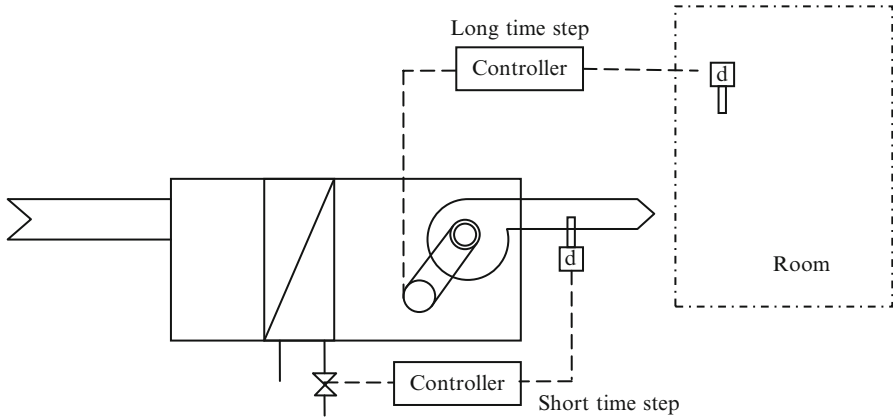 Long time step
Controller
d
d
Room
Controller
Short time step